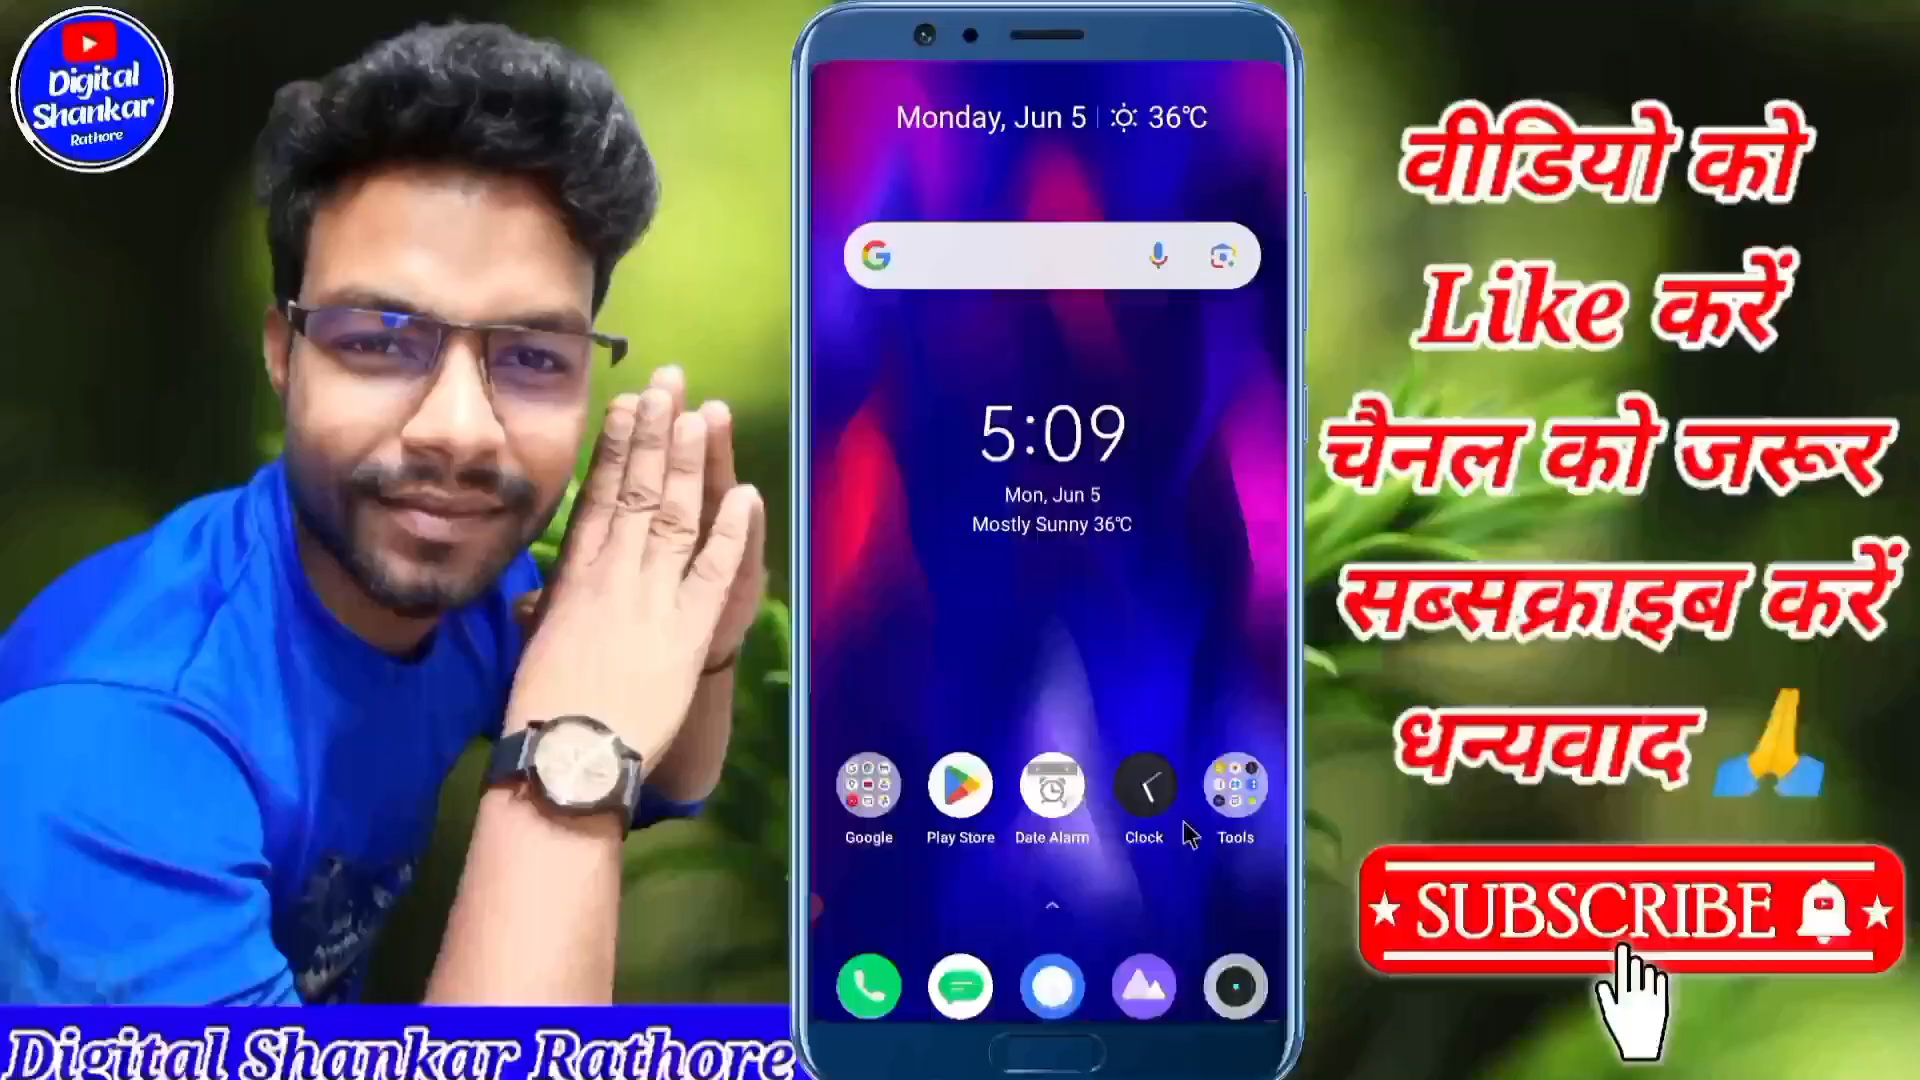 Digital
Shankar
Rathore
Monday, Jun 5 36°C
5:09
Mon, Jun 5
Mostly Sunny 36°C
Google Play Store Date Alarm Clock Tools
वीडियो को
Like करें
चैनल को जरूर
सब्सक्राइब करें
धन्यवाद 🙏
SUBSCRIBE
Digital Shankar Rathore